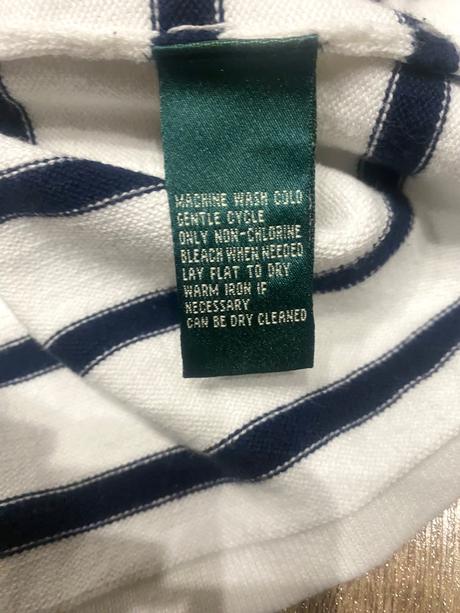 MACHINE WASH COLD
GENTLE CYCLE
ONLY NON-CHLORINE
BLEACH WHEN NEEDED
LAY FLAT TO DRY
WARM IRON IF
NECESSARY
CAN BE DRY CLEANED